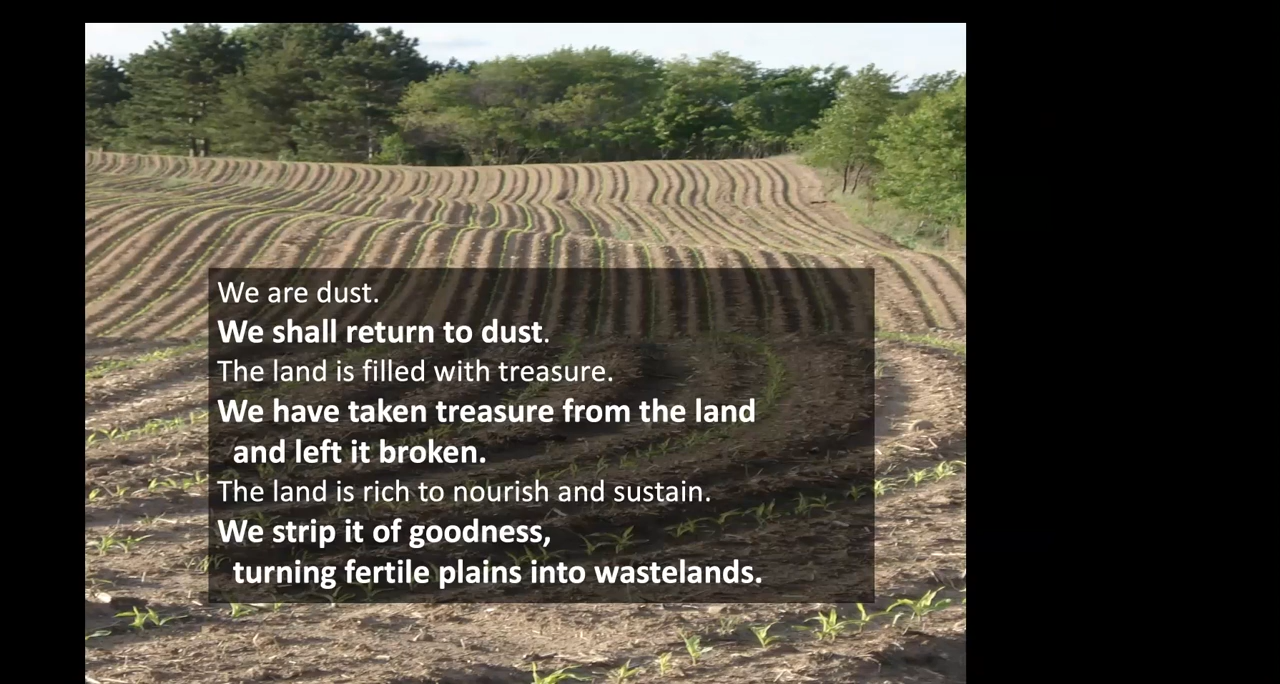 We are dust.
We shall return to dust.
The land is filled with treasure.
We have taken treasure from the land
and left it broken.
The land is rich to nourish and sustain.
We strip it of goodness,
turning fertile plains into wastelands.